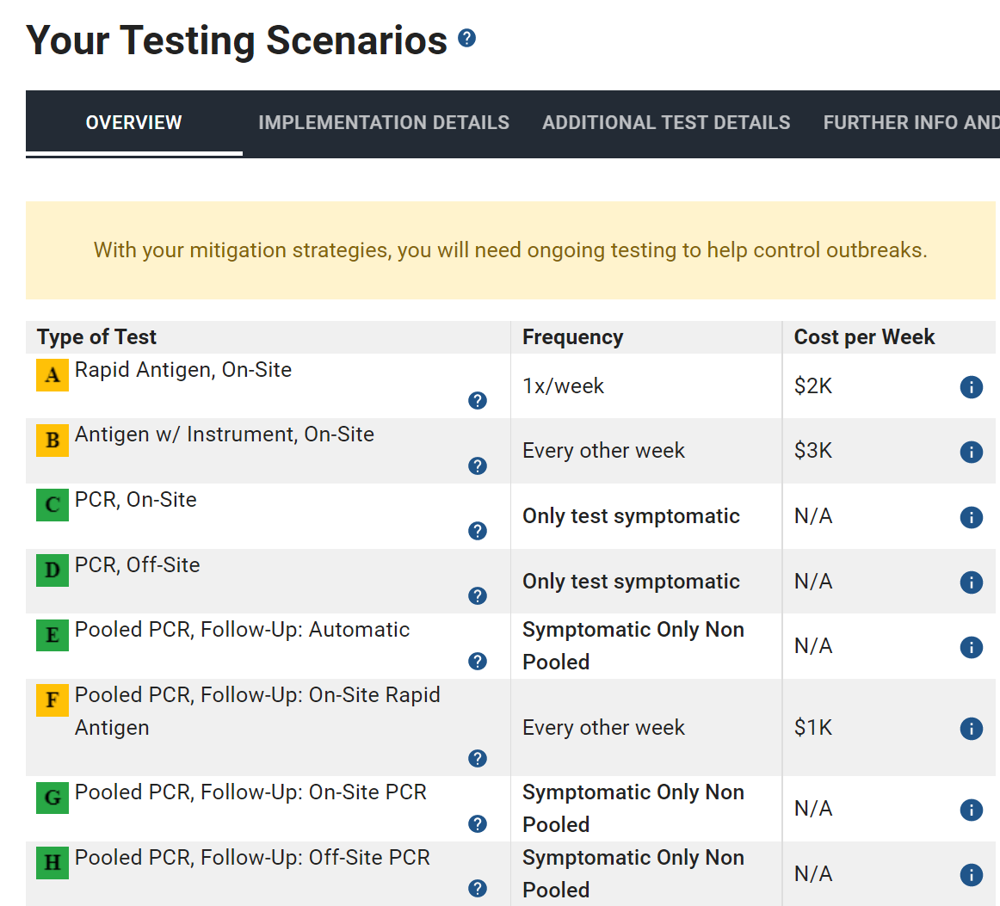 Your Testing Scenarios ?
OVERVIEW IMPLEMENTATION DETAILS ADDITIONAL TEST DETAILS FURTHER INFO AND
With your mitigation strategies, you will need ongoing testing to help control outbreaks.
Type of Test Frequency Cost per Week
A Rapid Antigen, On-Site ? 1x/week $2K i
B Antigen w/ Instrument, On-Site ? Every other week $3K i
C PCR, On-Site ? Only test symptomatic N/A i
D PCR, Off-Site ? Only test symptomatic N/A i
E Pooled PCR, Follow-Up: Automatic ? Symptomatic Only Non
Pooled N/A i
F Pooled PCR, Follow-Up: On-Site Rapid
Antigen ? Every other week $1K i
G Pooled PCR, Follow-Up: On-Site PCR ? Symptomatic Only Non
Pooled N/A i
H Pooled PCR, Follow-Up: Off-Site PCR ? Symptomatic Only Non
Pooled N/A i